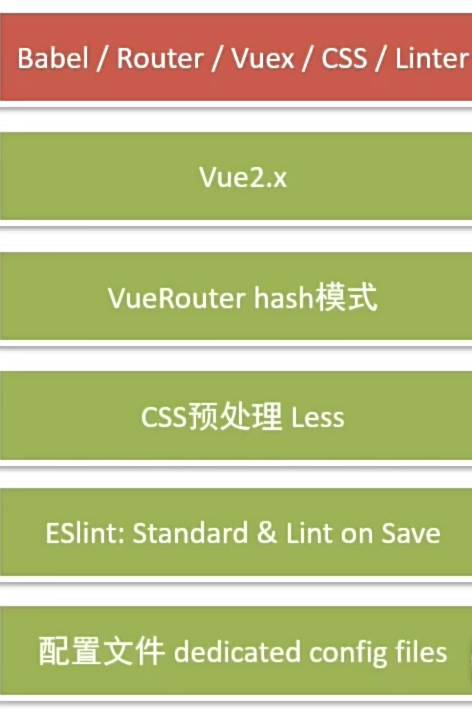 Babel / Router / Vuex / CSS / Linter
Vue2.x
VueRouter hash模式
CSS预处理 Less
ESlint: Standard & Lint on Save
配置文件 dedicated config files